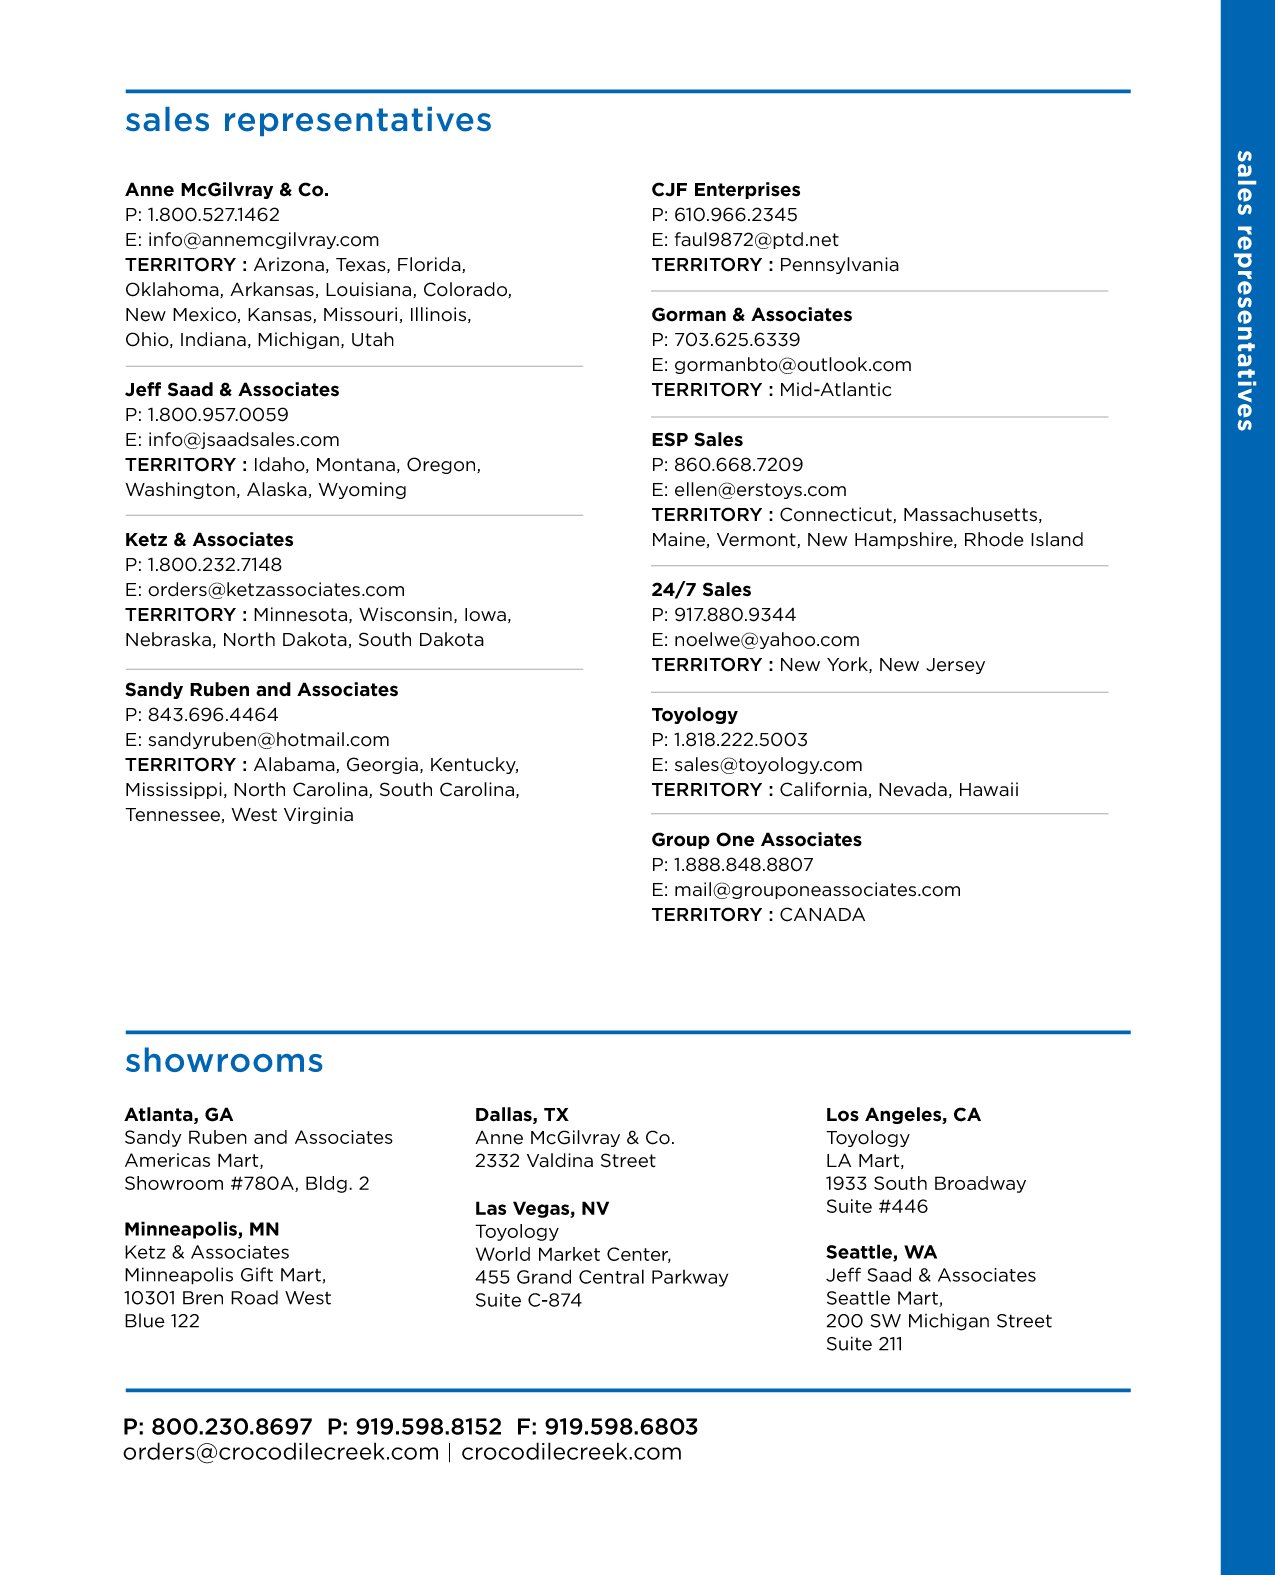 sales representatives
Anne McGilvray & Co.
P: 1.800.527.1462
E: info@annemcgilvray.com
TERRITORY : Arizona, Texas, Florida,
Oklahoma, Arkansas, Louisiana, Colorado,
New Mexico, Kansas, Missouri, Illinois,
Ohio, Indiana, Michigan, Utah
Jeff Saad & Associates
P: 1.800.957.0059
E: info@jsaadsales.com
TERRITORY : Idaho, Montana, Oregon,
Washington, Alaska, Wyoming
Ketz & Associates
P: 1.800.232.7148
E: orders@ketzassociates.com
TERRITORY : Minnesota, Wisconsin, Iowa,
Nebraska, North Dakota, South Dakota
Sandy Ruben and Associates
P: 843.696.4464
E: sandyruben@hotmail.com
TERRITORY : Alabama, Georgia, Kentucky,
Mississippi, North Carolina, South Carolina,
Tennessee, West Virginia
CJF Enterprises
P: 610.966.2345
E: faul9872@ptd.net
TERRITORY : Pennsylvania
Gorman & Associates
P: 703.625.6339
E: gormanbto@outlook.com
TERRITORY : Mid-Atlantic
ESP Sales
P: 860.668.7209
E: ellen@erstoys.com
TERRITORY : Connecticut, Massachusetts,
Maine, Vermont, New Hampshire, Rhode Island
24/7 Sales
P: 917.880.9344
E: noelwe@yahoo.com
TERRITORY : New York, New Jersey
Toyology
P: 1.818.222.5003
E: sales@toyology.com
TERRITORY : California, Nevada, Hawaii
Group One Associates
P: 1.888.848.8807
E: mail@grouponeassociates.com
TERRITORY : CANADA
sales representatives
showrooms
Atlanta, GA
Sandy Ruben and Associates
Americas Mart,
Showroom #780A, Bldg. 2
Minneapolis, MN
Ketz & Associates
Minneapolis Gift Mart,
10301 Bren Road West
Blue 122
Dallas, TX
Anne McGilvray & Co.
2332 Valdina Street
Las Vegas, NV
Toyology
World Market Center,
455 Grand Central Parkway
Suite C-874
Los Angeles, CA
Toyology
LA Mart,
1933 South Broadway
Suite #446
Seattle, WA
Jeff Saad & Associates
Seattle Mart,
200 SW Michigan Street
Suite 211
P: 800.230.8697 P: 919.598.8152 F: 919.598.6803
orders@crocodilecreek.com | crocodilecreek.com